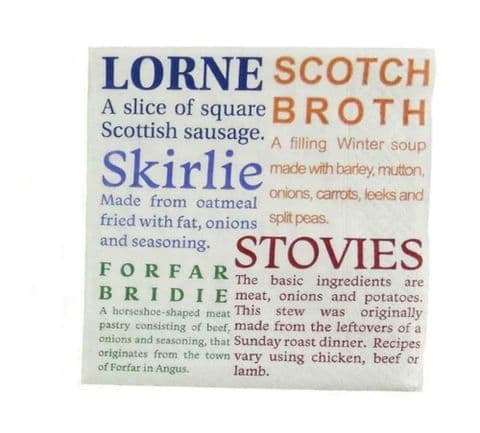 LORNE
A slice of square
Scottish sausage.
SCOTCH
BROTH
A filling Winter soup
made with barley, mutton,
onions, carrots, leeks and
split peas.
Skirlie
Made from oatmeal
fried with fat, onions
and seasoning.
STOVIES
The basic ingredients are
meat, onions and potatoes.
This stew was originally
made from the leftovers of a
Sunday roast dinner. Recipes
vary using chicken, beef or
lamb.
FORFAR
BRIDIE
A horseshoe-shaped meat
pastry consisting of beef,
onions and seasoning, that
originates from the town
of Forfar in Angus.